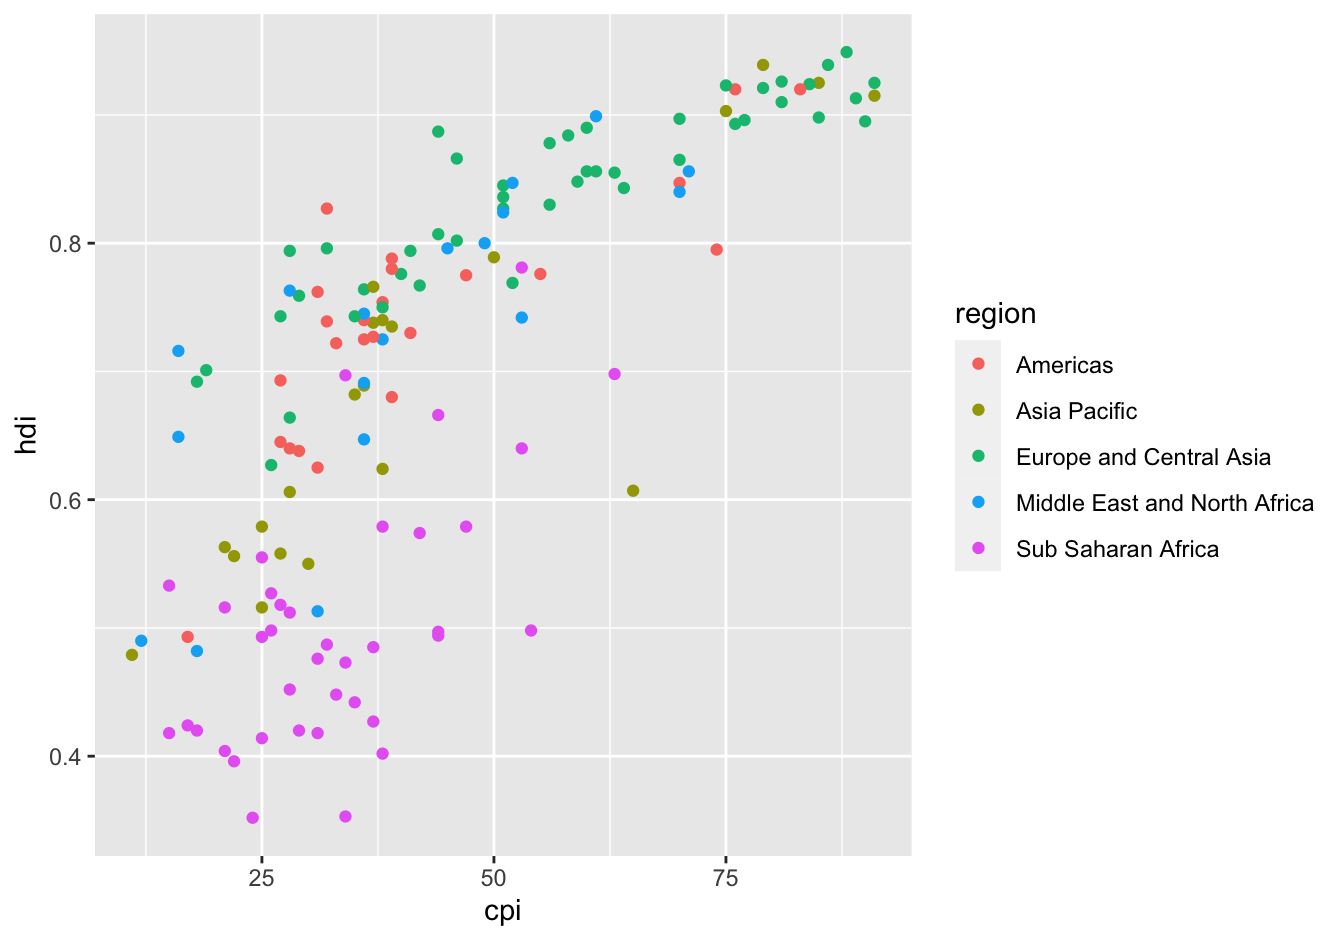 hdi
0.8
0.6
0.4
25 50 75
cpi
region
Americas
Asia Pacific
Europe and Central Asia
Middle East and North Africa
Sub Saharan Africa